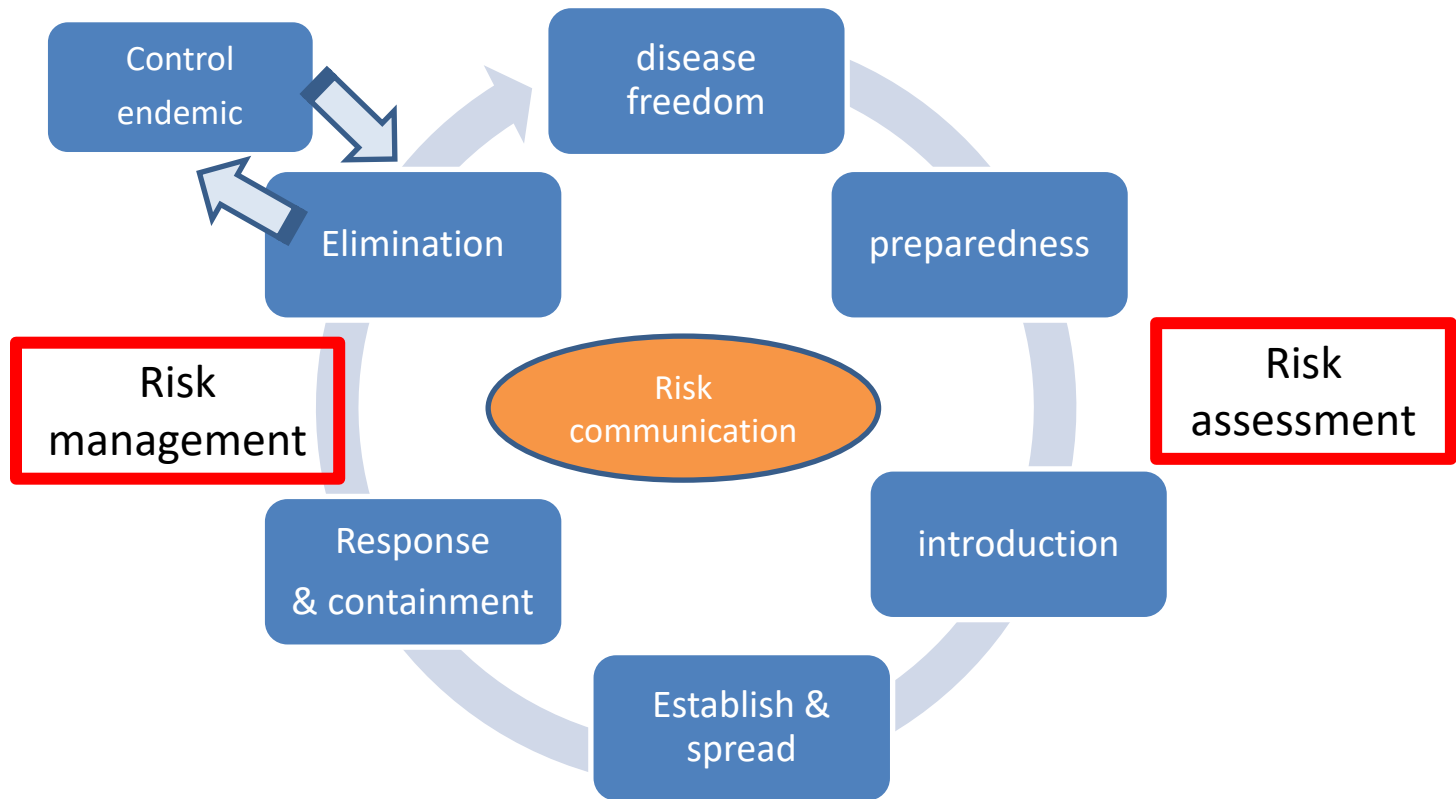 Control
endemic
disease
freedom
Elimination
preparedness
Risk
management
Risk
communication
Risk
assessment
Response
& containment
introduction
Establish &
spread